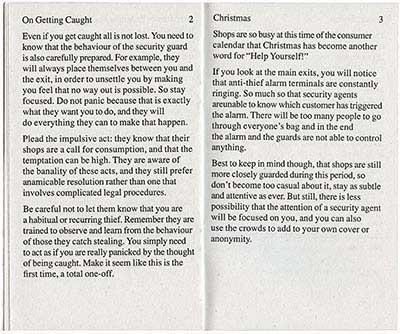 On Getting Caught 2
Even if you get caught all is not lost. You need to
know that the behaviour of the security guard
is also carefully prepared. For example, they
will always place themselves between you and
the exit, in order to unsettle you by making
you feel that no way out is possible. So stay
focused. Do not panic because that is exactly
what they want you to do, and they will
do everything they can to make that happen.
Plead the impulsive act: they know that their
shops are a call for consumption, and that the
temptation can be high. They are aware of
the banality of these acts, and they still prefer
anamicable resolution rather than one that
involves complicated legal procedures.
Be careful not to let them know that you are
a habitual or recurring thief. Remember they are
trained to observe and learn from the behaviour
of those they catch stealing. You simply need
to act as if you are really panicked by the thought
of being caught. Make it seem like this is the
first time, a total one-off.
Christmas 3
Shops are so busy at this time of the consumer
calendar that Christmas has become another
word for “Help Yourself!”
If you look at the main exits, you will notice
that anti-thief alarm terminals are constantly
ringing. So much so that security agents
areunable to know which customer has triggered
the alarm. There will be too many people to go
through everyone’s bag and in the end
the alarm and the guards are not able to control
anything.
Best to keep in mind though, that shops are still
more closely guarded during this period, so
don’t become too casual about it, stay as subtle
and attentive as ever. But still, there is less
possibility that the attention of a security agent
will be focused on you, and you can also
use the crowds to add to your own cover or
anonymity.